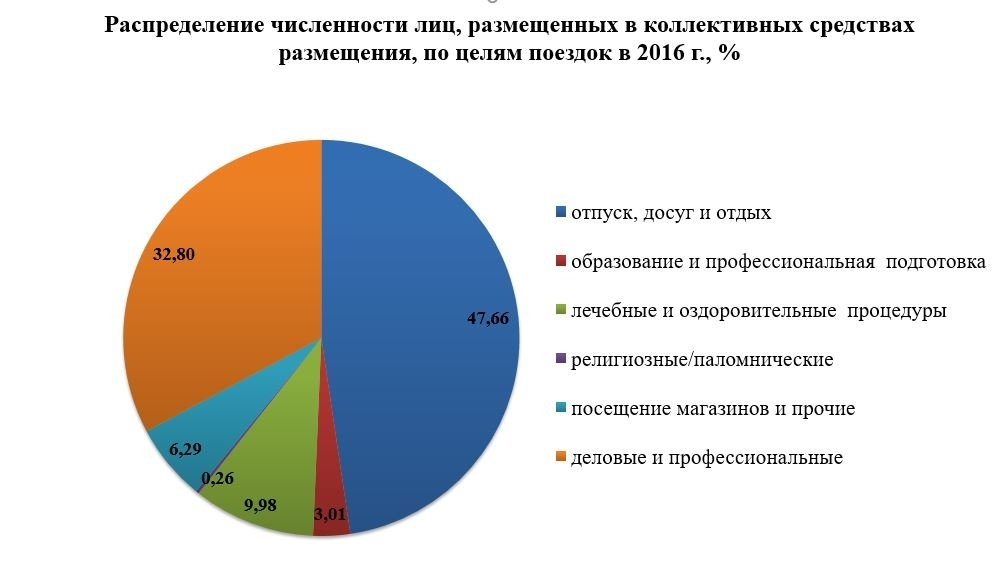 Распределение численности лиц, размещенных в коллективных средствах
размещения, по целям поездок в 2016 г., %
32,80
47,66
6,29
0,26
9,98
3,01
отпуск, досуг и отдых
образование и профессиональная подготовка
лечебные и оздоровительные процедуры
религиозные/паломнические
посещение магазинов и прочие
деловые и профессиональные